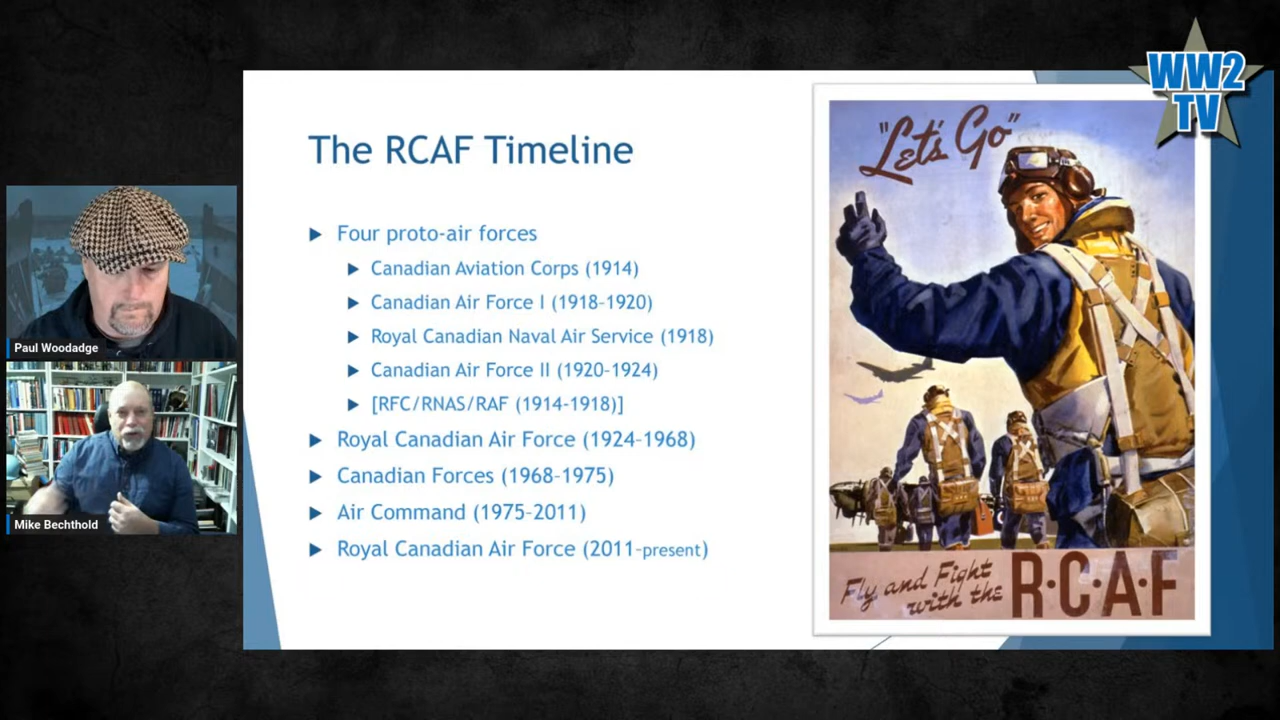 WW2
TV
The RCAF Timeline
Four proto-air forces
Canadian Aviation Corps (1914)
Canadian Air Force I (1918–1920)
Royal Canadian Naval Air Service (1918)
Canadian Air Force II (1920–1924)
[RFC/RNAS/RAF (1914-1918)]
Royal Canadian Air Force (1924–1968)
Canadian Forces (1968–1975)
Air Command (1975–2011)
Royal Canadian Air Force (2011–present)
"Let's Go"
Fly and Fight
with the
R·C·A·F
Paul Woodadge
Mike Bechthold